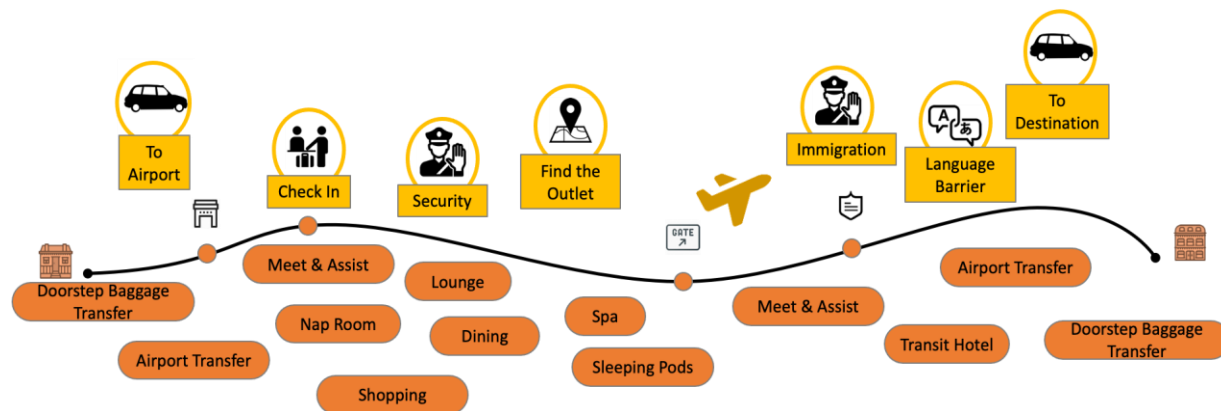 To
Airport
Check In
Security
Find the
Outlet
Immigration
A
あ
Language
Barrier
To
Destination
GATE
Doorstep Baggage
Transfer
Airport Transfer
Meet & Assist
Nap Room
Shopping
Lounge
Dining
Spa
Sleeping Pods
Meet & Assist
Airport Transfer
Transit Hotel
Doorstep Baggage
Transfer